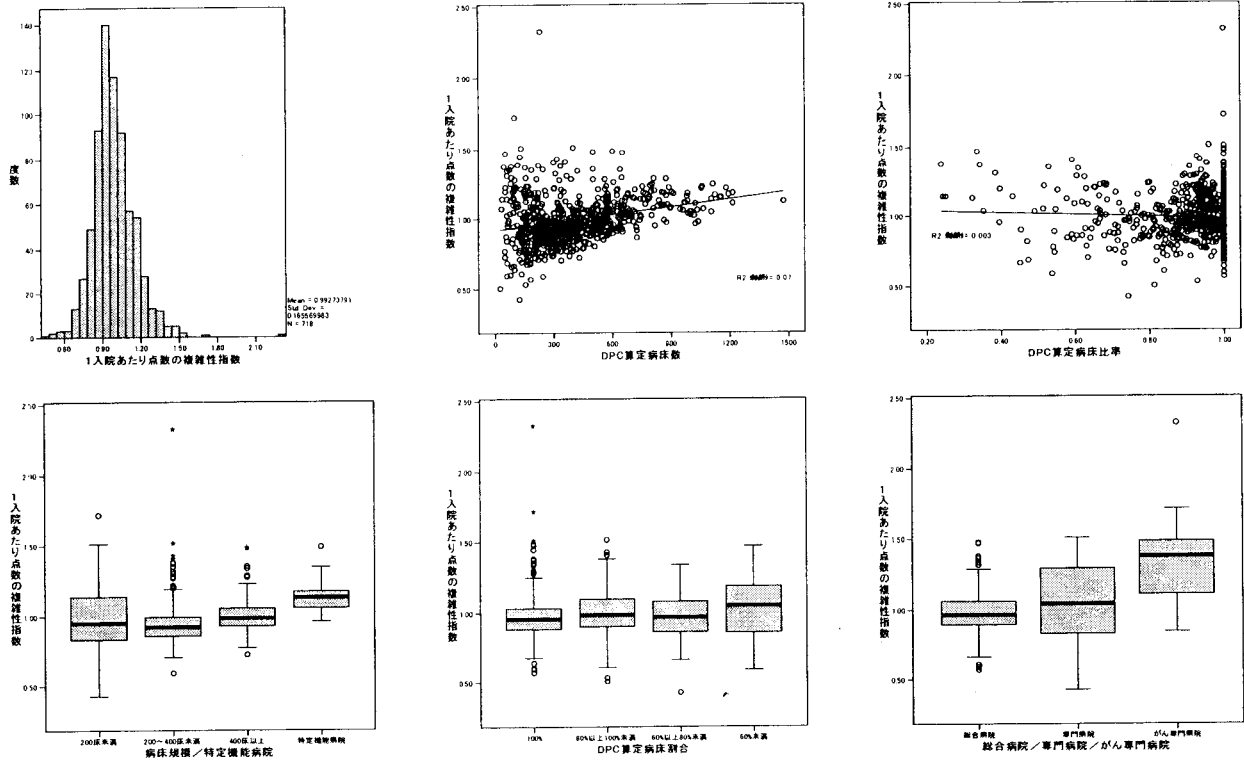 140
120
100
80
60
40
20
0
度数
0.60
0.90
1.20
1.50
1.80
2.10
1入院あたり点数の複雑性指数
Mean = 0.99273791
Std Dev =
0.165569983
N = 718
2.50
2.00
1.50
1.00
0.50
1入院あたり点数の複雑性指数
R2 = 0.07
0
300
600
900
1200
1500
DPC算定病床数
2.50
2.00
1.50
1.00
0.50
1入院あたり点数の複雑性指数
R2 = 0.003
0.20
0.40
0.60
0.80
1.00
DPC算定病床比率
2.50
2.00
1.50
1.00
0.50
1入院あたり点数の複雑性指数
200床未満
200〜400床未満
400床以上
特定機能病院
病床規模/特定機能病院
2.50
2.00
1.50
1.00
0.50
1入院あたり点数の複雑性指数
100%
80%以上100%未満
60%以上80%未満
60%未満
DPC算定病床割合
2.50
2.00
1.50
1.00
0.50
1入院あたり点数の複雑性指数
総合病院
専門病院
がん専門病院
総合病院/専門病院/がん専門病院